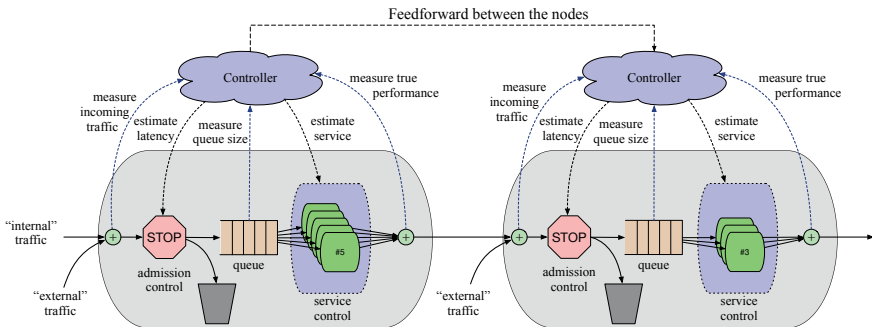 Feedforward between the nodes
Controller
measure
incoming
traffic
measure true
performance
estimate
latency
measure
queue size
estimate
service
"internal"
traffic
+
STOP
#5
+
queue
admission
control
"external"
traffic
service
control
Controller
measure
incoming
traffic
measure true
performance
estimate
latency
measure
queue size
estimate
service
+
STOP
#3
+
queue
admission
control
"external"
traffic
service
control